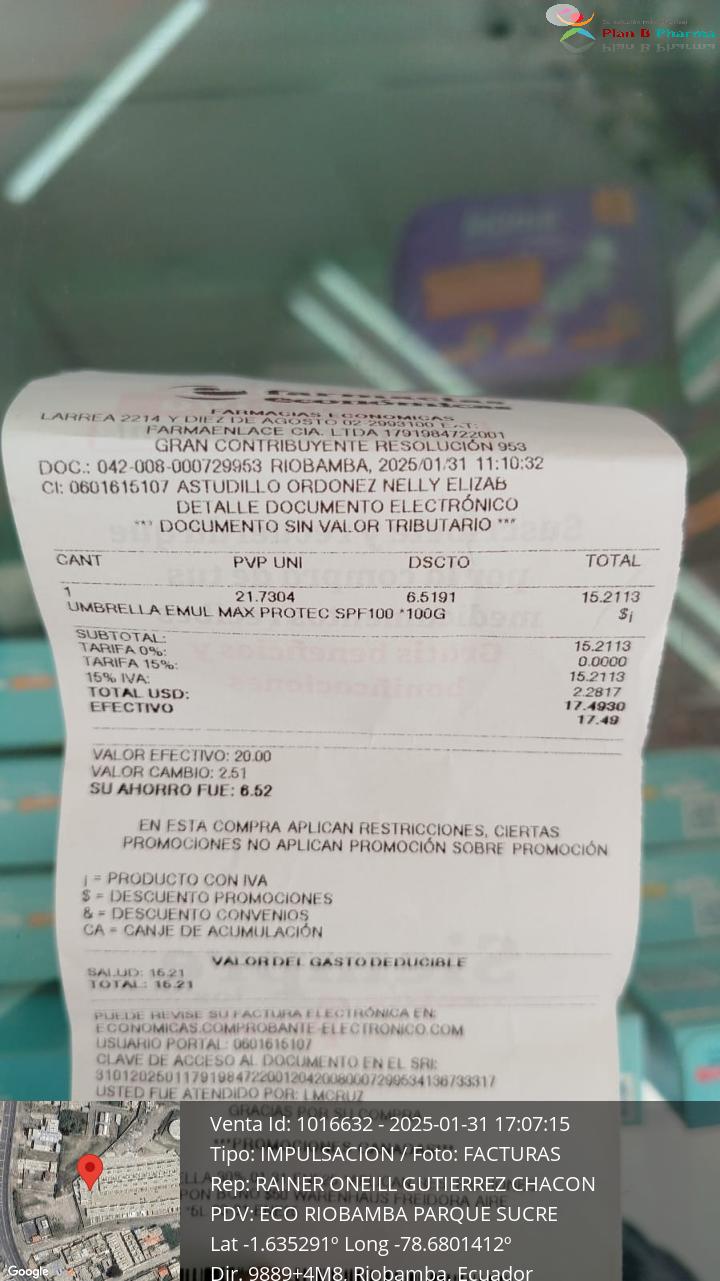 Plan B Pharma
FARMACIAS ECONOMICAS
LARREA 2214 Y DIEZ DE AGOSTO 02-2993100 EXT:
FARMAENLACE CIA. LTDA 1791984722001
GRAN CONTRIBUYENTE RESOLUCIÓN 953
DOC.: 042-008-000729953 RIOBAMBA, 2025/01/31 11:10:32
CI: 0601615107 ASTUDILLO ORDONEZ NELLY ELIZAB
DETALLE DOCUMENTO ELECTRÓNICO
*** DOCUMENTO SIN VALOR TRIBUTARIO ***
CANT PVP UNI DSCTO TOTAL
1 21.7304 6.5191 15.2113
UMBRELLA EMUL MAX PROTEC SPF100 *100G $¡
SUBTOTAL: 15.2113
TARIFA 0%: 0.0000
TARIFA 15%: 15.2113
15% IVA: 2.2817
TOTAL USD: 17.4930
EFECTIVO 17.49
VALOR EFECTIVO: 20.00
VALOR CAMBIO: 2.51
SU AHORRO FUE: 6.52
EN ESTA COMPRA APLICAN RESTRICCIONES, CIERTAS
PROMOCIONES NO APLICAN PROMOCIÓN SOBRE PROMOCIÓN
¡ = PRODUCTO CON IVA
$ = DESCUENTO PROMOCIONES
& = DESCUENTO CONVENIOS
CA = CANJE DE ACUMULACIÓN
VALOR DEL GASTO DEDUCIBLE
SALUD: 15.21
TOTAL: 15.21
PUEDE REVISE SU FACTURA ELECTRÓNICA EN:
ECONOMICAS.COMPROBANTE-ELECTRONICO.COM
USUARIO PORTAL: 0601615107
CLAVE DE ACCESO AL DOCUMENTO EN EL SRI:
3101202501179198472200120420080007299534136733317
USTED FUE ATENDIDO POR: LMCRUZ
GRACIAS POR SU COMPRA
Venta Id: 1016632 - 2025-01-31 17:07:15
Tipo: IMPULSACION / Foto: FACTURAS
Rep: RAINER ONEILL GUTIERREZ CHACON
PDV: ECO RIOBAMBA PARQUE SUCRE
Lat -1.635291º Long -78.6801412º
Dir. 9889+4M8, Riobamba, Ecuador
Google